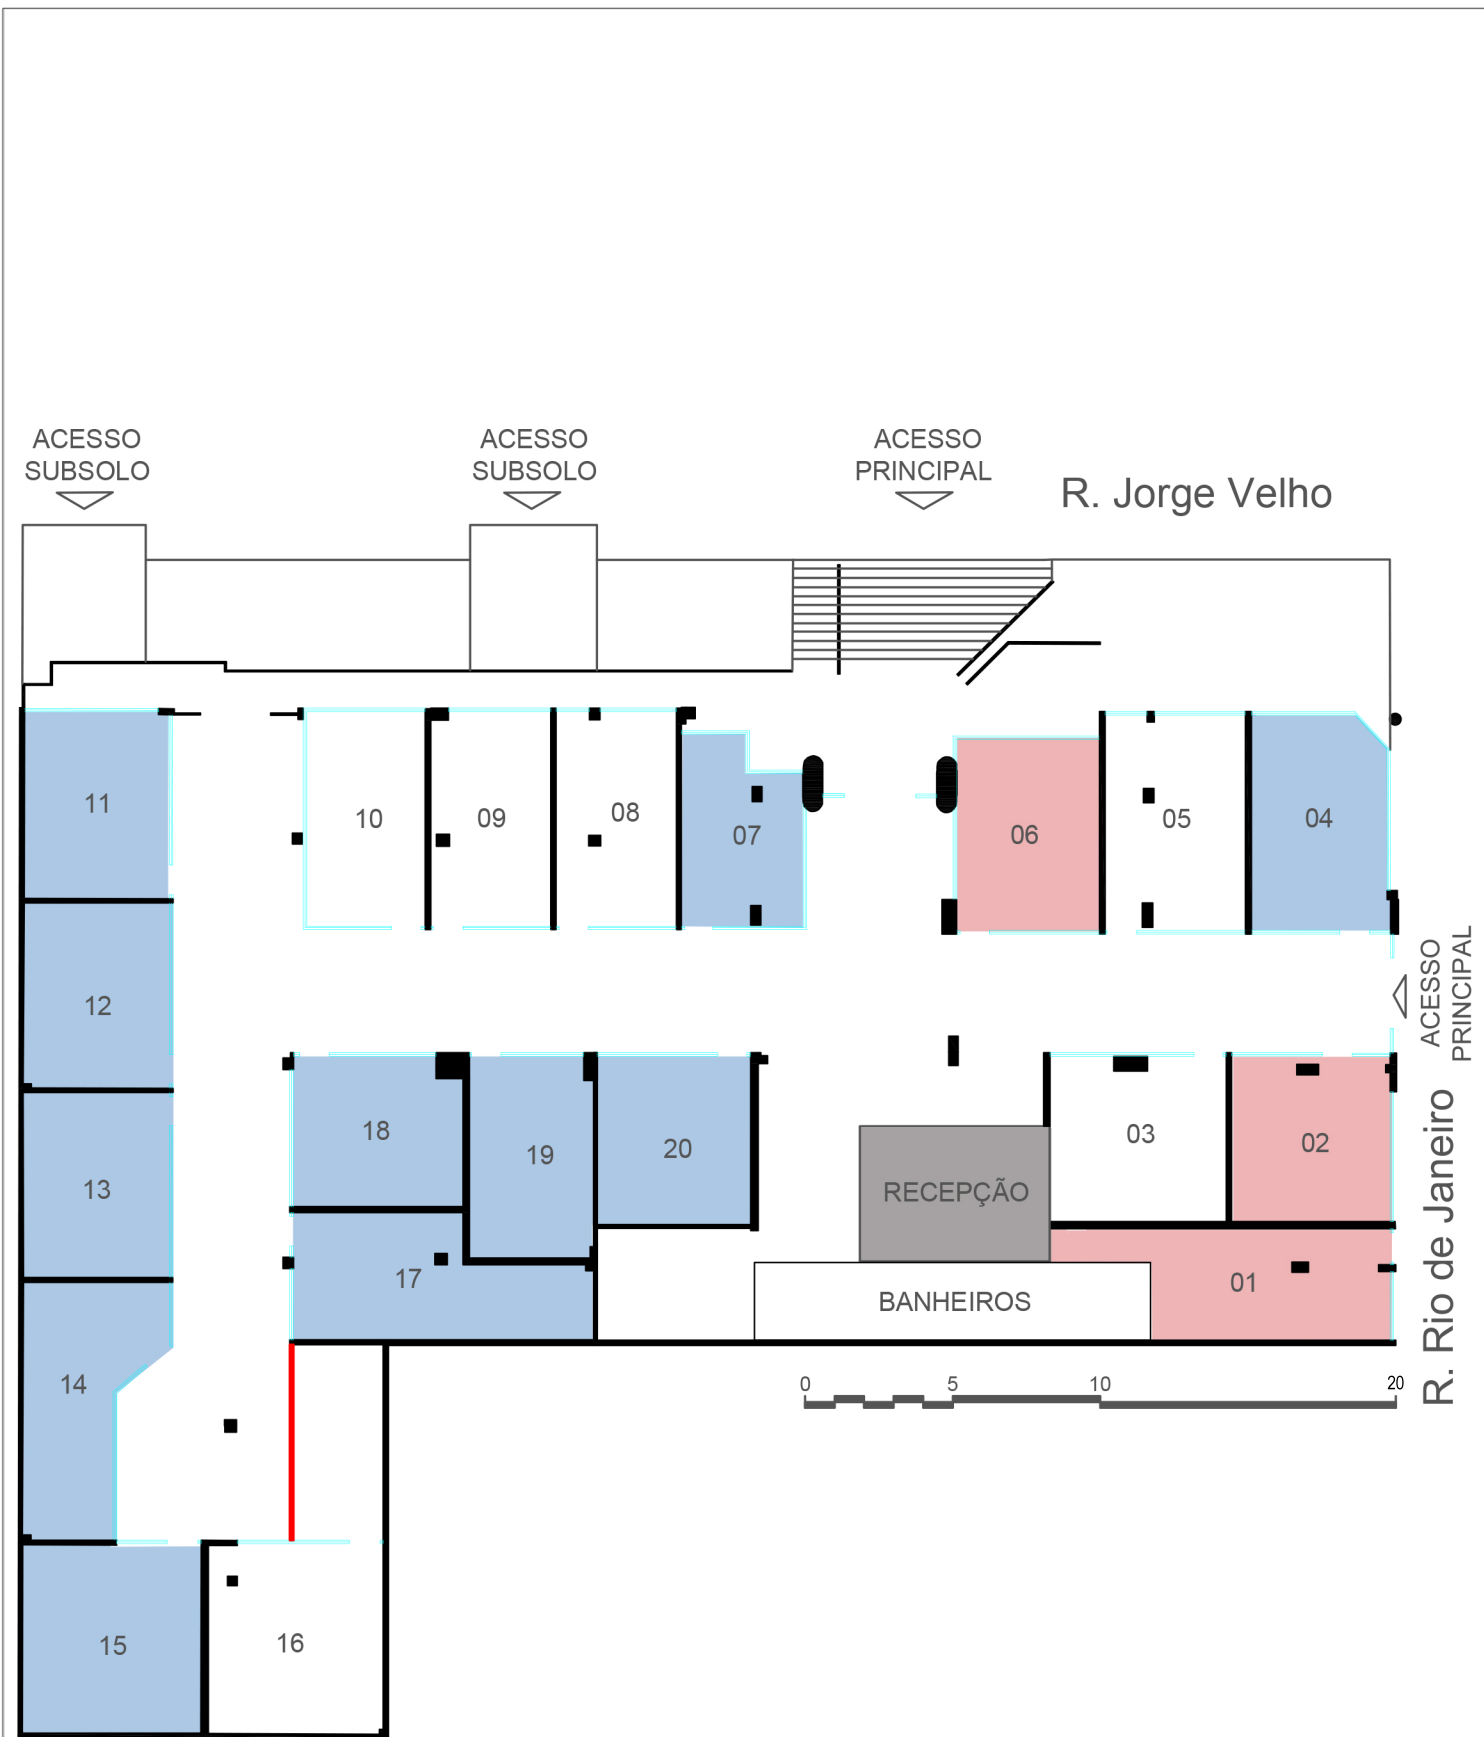 ACESSO
SUBSOLO
ACESSO
SUBSOLO
ACESSO
PRINCIPAL
R. Jorge Velho
11
10
09
08
07
06
05
04
12
ACESSO
PRINCIPAL
13
18
19
20
03
02
RECEPÇÃO
17
BANHEIROS
01
R. Rio de Janeiro
14
0
5
10
20
15
16